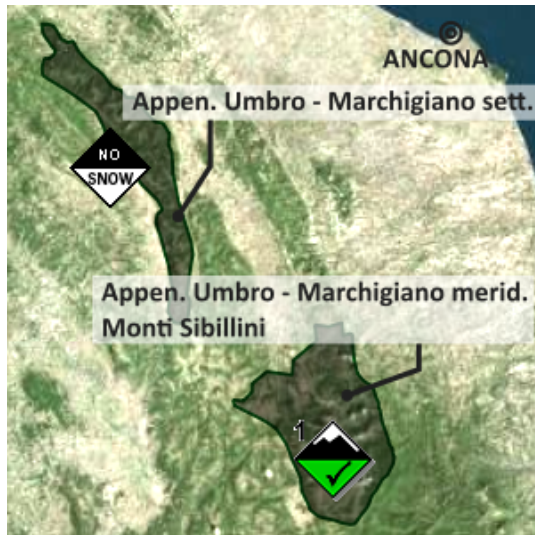 ANCONA
Appen. Umbro - Marchigiano sett.
NO
SNOW
Appen. Umbro - Marchigiano merid.
Monti Sibillini
1